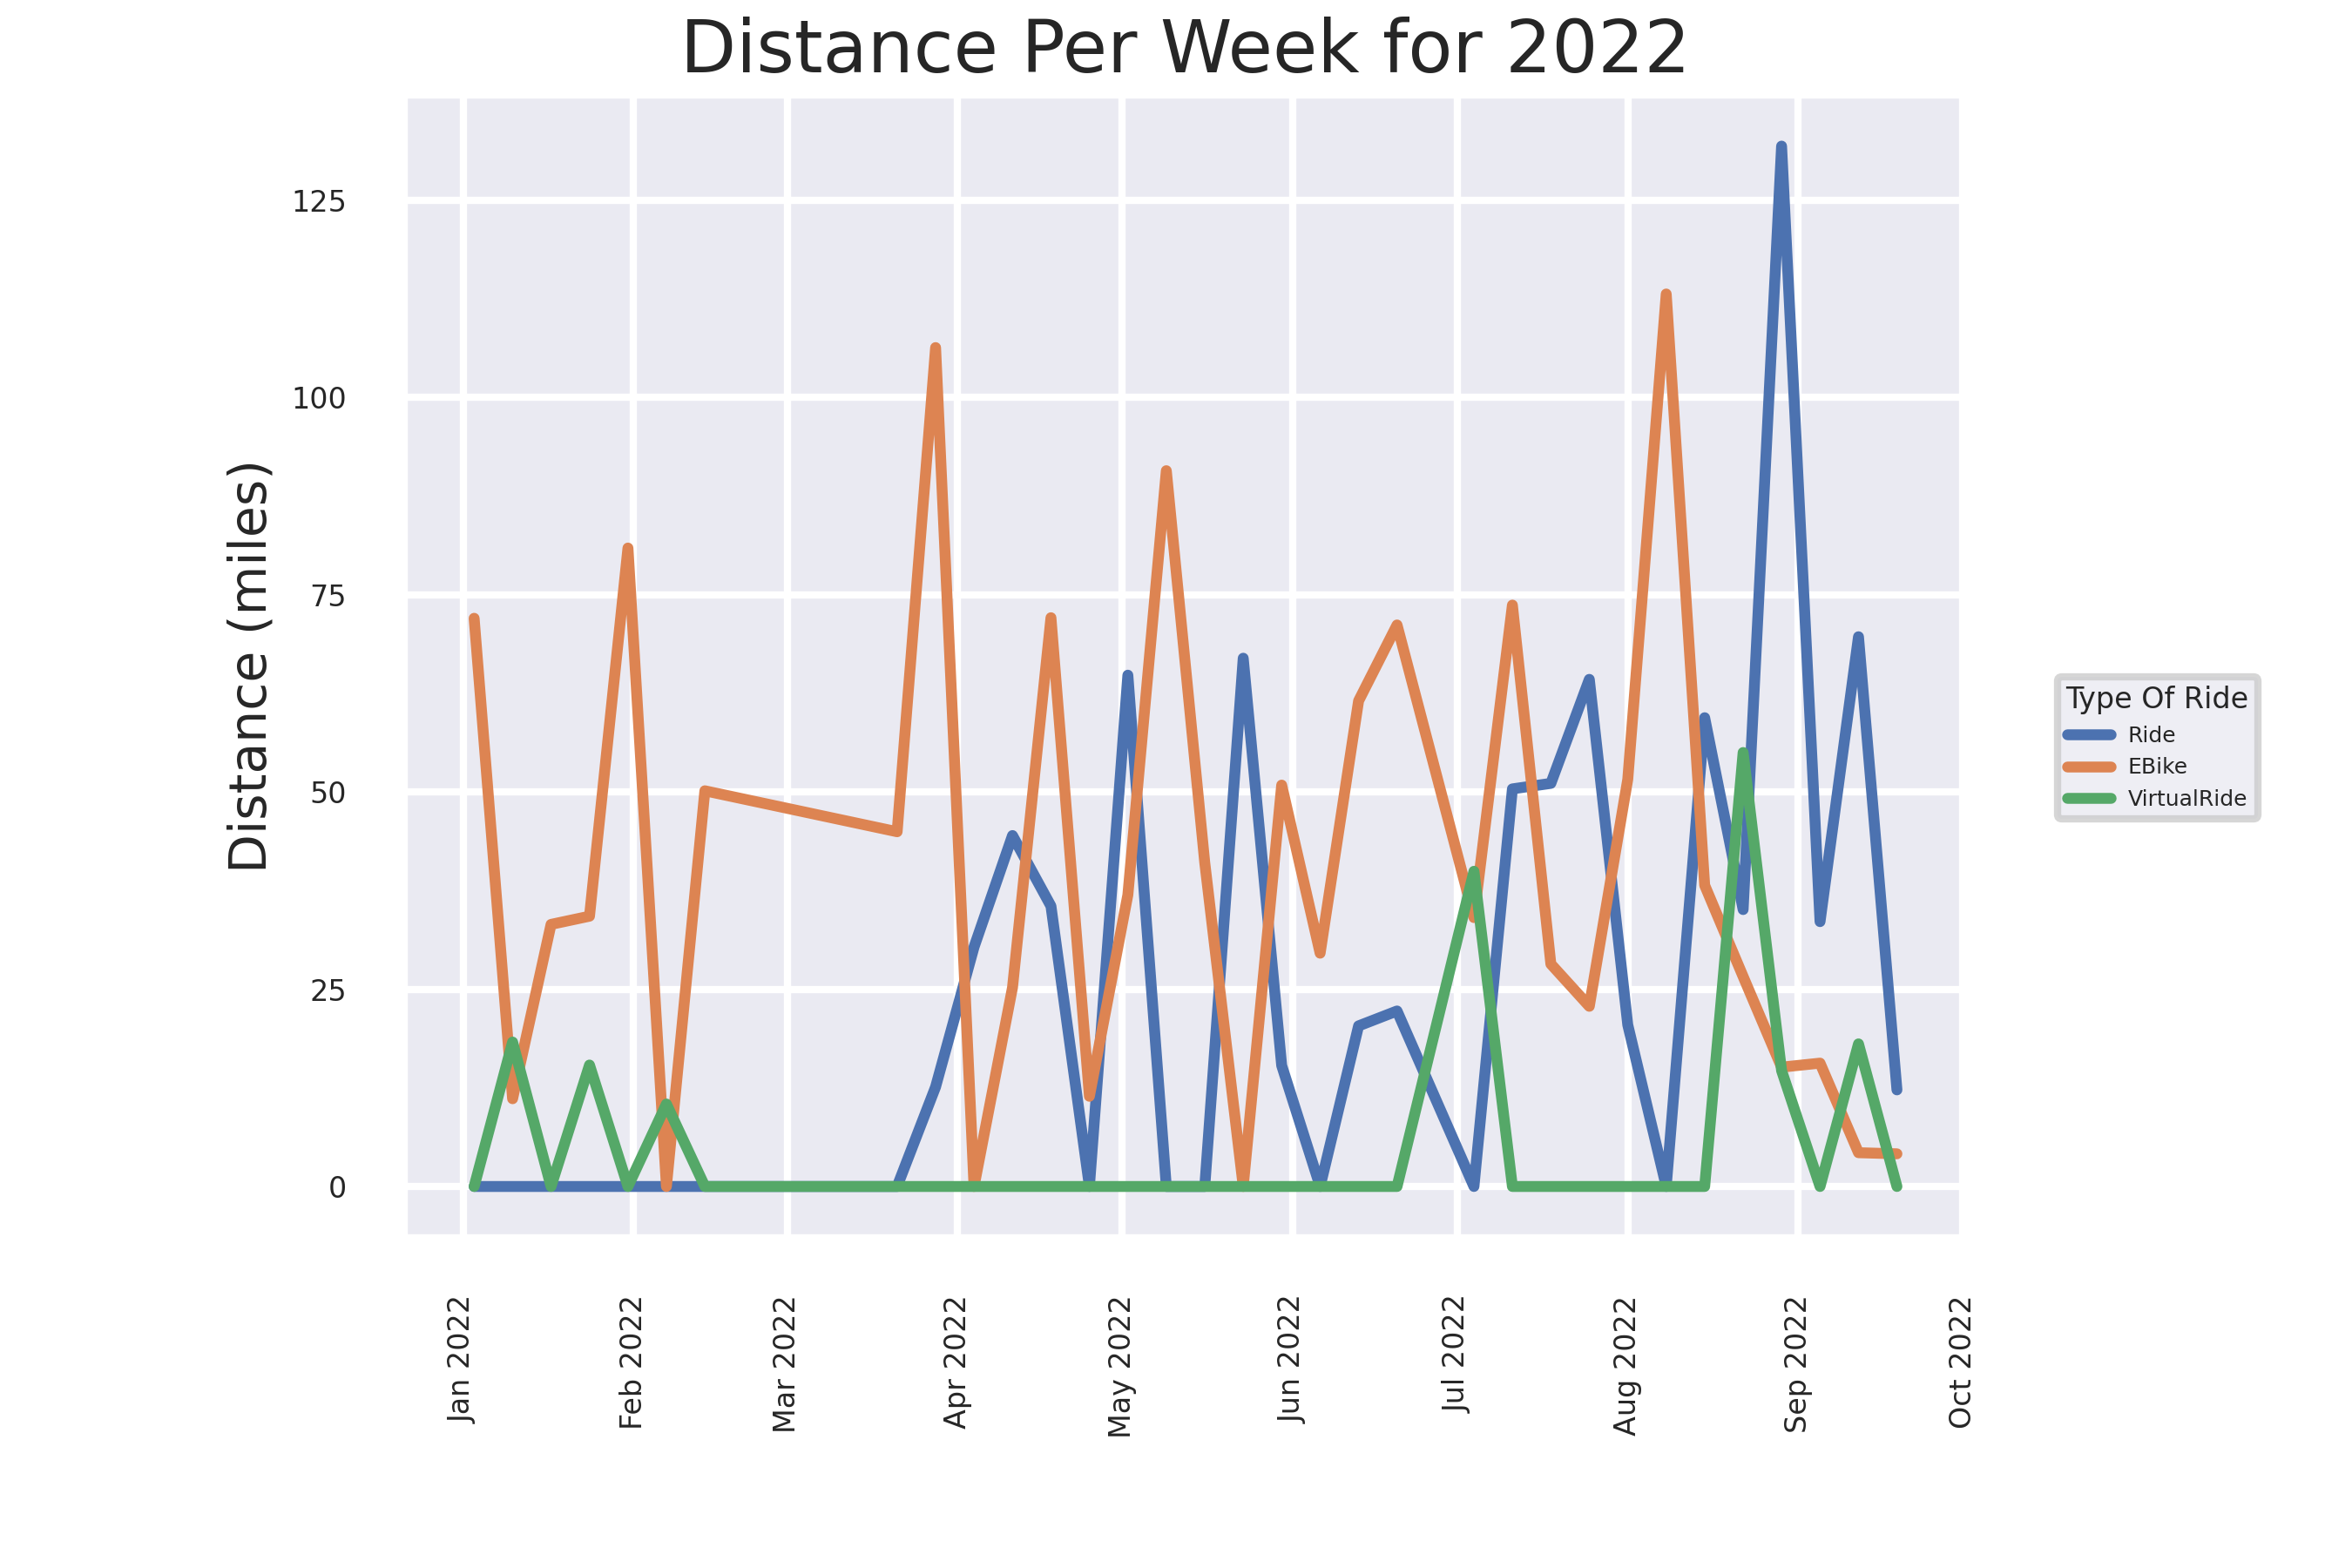 Distance Per Week for 2022
Distance (miles)
125
100
75
50
25
0
Jan 2022
Feb 2022
Mar 2022
Apr 2022
May 2022
Jun 2022
Jul 2022
Aug 2022
Sep 2022
Oct 2022
Type Of Ride
Ride
EBike
VirtualRide